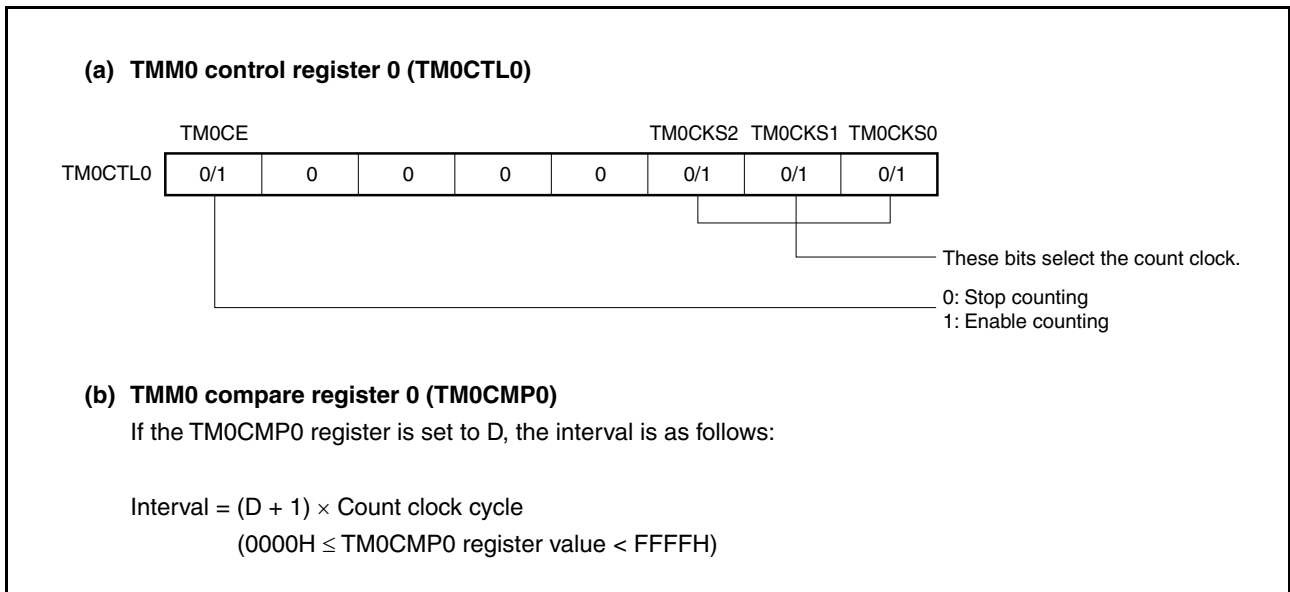 (a) TMM0 control register 0 (TM0CTL0)
TM0CE TM0CKS2 TM0CKS1 TM0CKS0
TM0CTL0 0/1 0 0 0 0 0/1 0/1 0/1
These bits select the count clock.
0: Stop counting
1: Enable counting
(b) TMM0 compare register 0 (TM0CMP0)
If the TM0CMP0 register is set to D, the interval is as follows:
Interval = (D + 1) × Count clock cycle
(0000H ≤ TM0CMP0 register value < FFFFH)